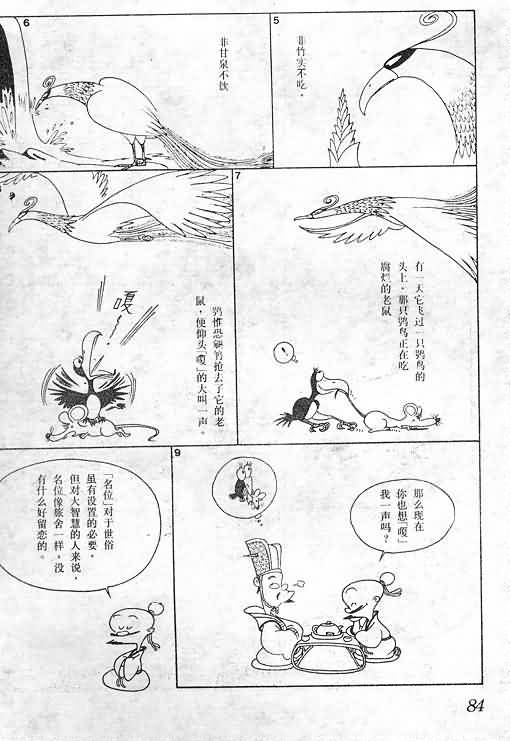 5
非竹实不吃，
6
非甘泉不饮
7
有一天它飞过一只鹓鸟的
头上，那只鹓鸟正在吃
腐烂的老鼠
鹓惟恐鹓鶵抢去了它的老
鼠，便仰头「嘎」的大叫一声。
嘎
9
那么现在
你也想「嘎」
我一声吗？
「名位」对于世俗
虽有设置的必要，
但对大智慧的人来说，
名位像旅舍一样，没
有什么好留恋的。
84